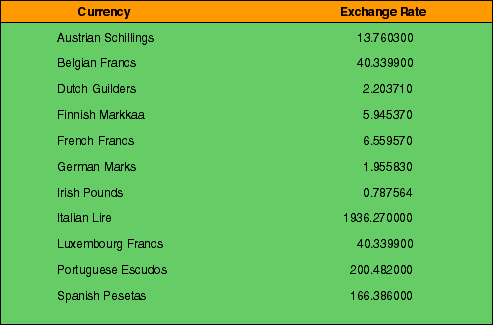 Currency Exchange Rate
Austrian Schillings 13.760300
Belgian Francs 40.339900
Dutch Guilders 2.203710
Finnish Markkaa 5.945370
French Francs 6.559570
German Marks 1.955830
Irish Pounds 0.787564
Italian Lire 1936.270000
Luxembourg Francs 40.339900
Portuguese Escudos 200.482000
Spanish Pesetas 166.386000